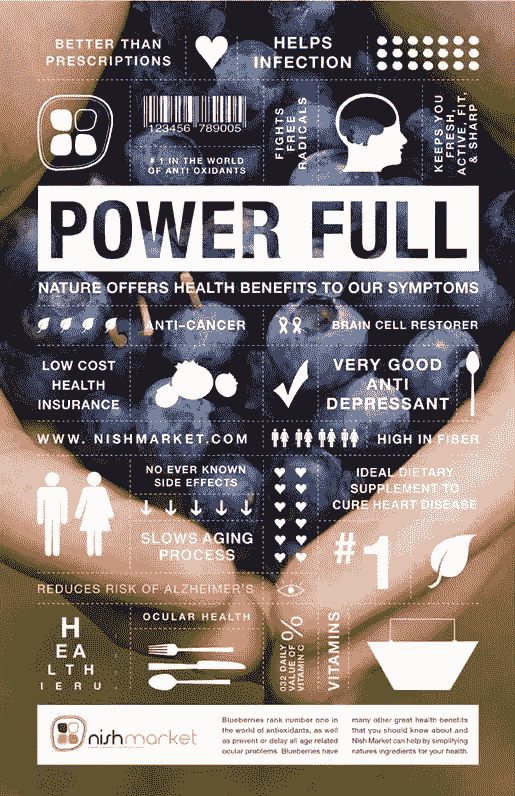 BETTER THAN
PRESCRIPTIONS
HELPS
INFECTION
123456 789005
#1 IN THE WORLD
OF ANTI OXIDANTS
FIGHTS
FREE
RADICALS
KEEPS YOU
FRESH,
ACTIVE, FIT,
& SHARP
POWER FULL
NATURE OFFERS HEALTH BENEFITS TO OUR SYMPTOMS
ANTI-CANCER
BRAIN CELL RESTORER
LOW COST
HEALTH
INSURANCE
VERY GOOD
ANTI
DEPRESSANT
WWW. NISHMARKET.COM
HIGH IN FIBER
NO EVER KNOWN
SIDE EFFECTS
SLOWS AGING
PROCESS
IDEAL DIETARY
SUPPLEMENT TO
CURE HEART DISEASE
#1
REDUCES RISK OF ALZHEIMER'S
H
EA
LTH
IERU.
OCULAR HEALTH
%
DAILY
VALUE OF
VITAMIN C
VITAMINS
nishmarket
Blueberries rank number one in
the world of antioxidants, as well
as prevent or delay all age related
ocular problems. Blueberries have
many other great health benefits
that you should know about and
Nish Market can help by simplifying
natures ingredients for your health.